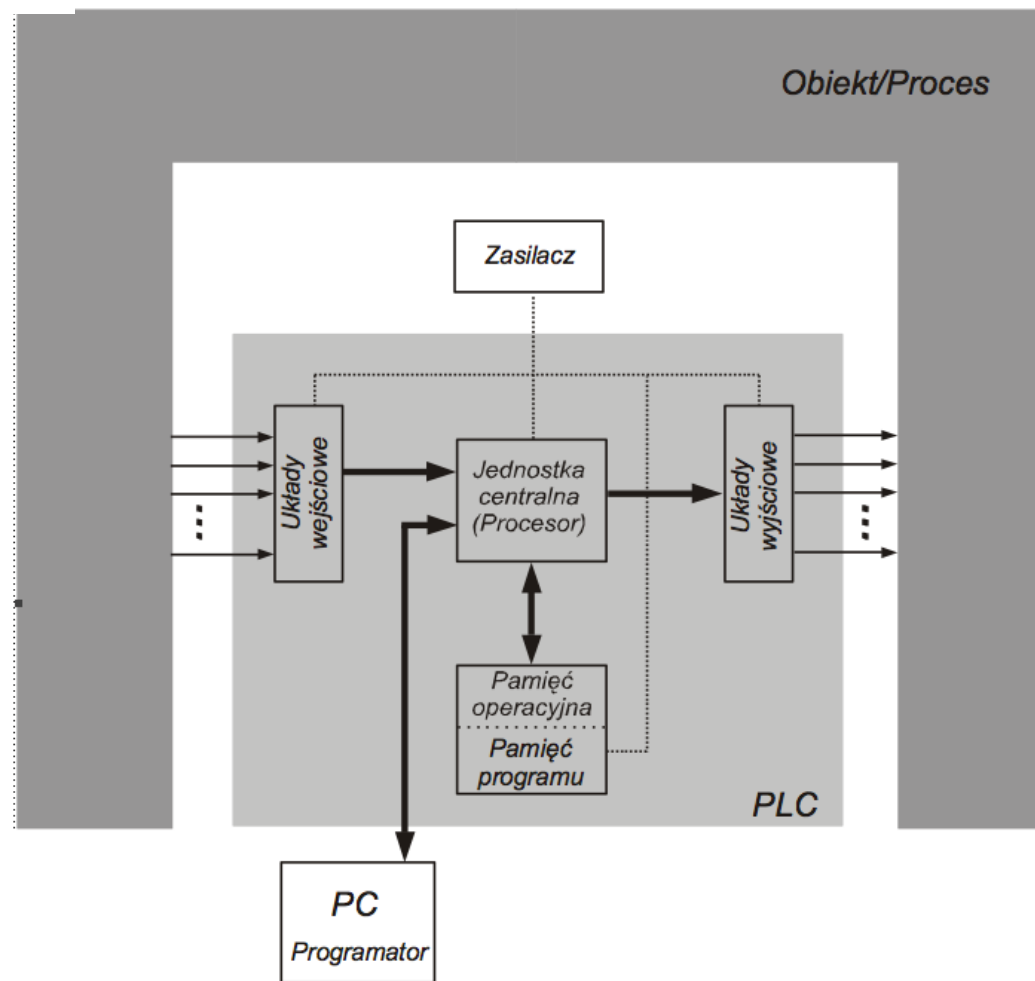 Obiekt/Proces
Zasilacz
Układy
wejściowe
Jednostka
centralna
(Procesor)
Układy
wyjściowe
Pamięć
operacyjna
Pamięć
programu
PLC
PC
Programator